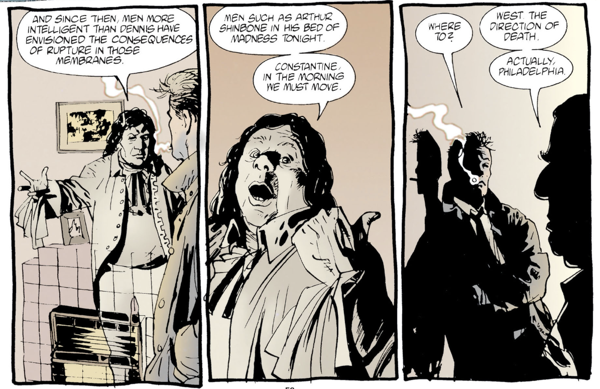 AND SINCE THEN, MEN MORE
INTELLIGENT THAN DENNIS HAVE
ENVISIONED THE CONSEQUENCES
OF RUPTURE IN THOSE
MEMBRANES.
MEN SUCH AS ARTHUR
SHINBONE IN HIS BED OF
MADNESS TONIGHT.
CONSTANTINE,
IN THE MORNING
WE MUST MOVE.
WHERE
TO?
WEST. THE
DIRECTION OF
DEATH.
ACTUALLY,
PHILADELPHIA.